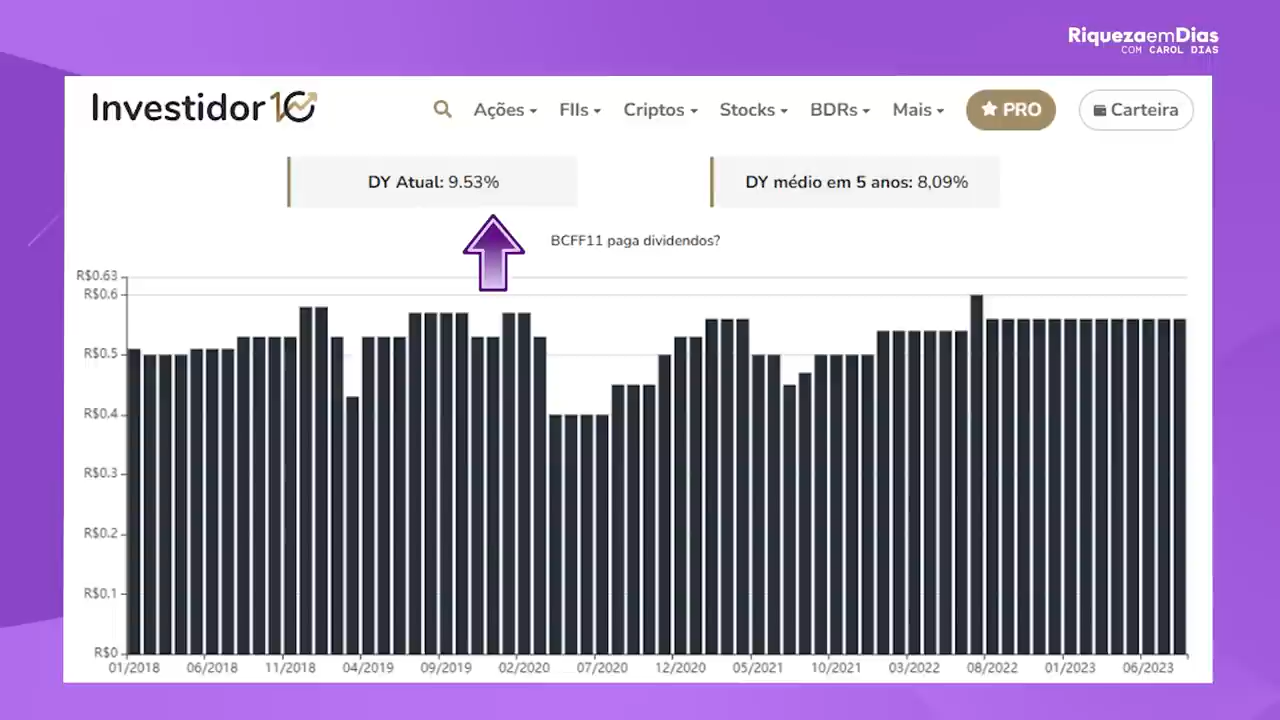 RiquezaemDias
COM CAROL DIAS
Investidor10
Ações
FIIs
Criptos
Stocks
BDRs
Mais
PRO
Carteira
DY Atual: 9.53%
DY médio em 5 anos: 8,09%
BCFF11 paga dividendos?
R$0.63
R$0.6
R$0.5
R$0.4
R$0.3
R$0.2
R$0.1
R$0
01/2018 06/2018 11/2018 04/2019 09/2019 02/2020 07/2020 12/2020 05/2021 10/2021 03/2022 08/2022 01/2023 06/2023